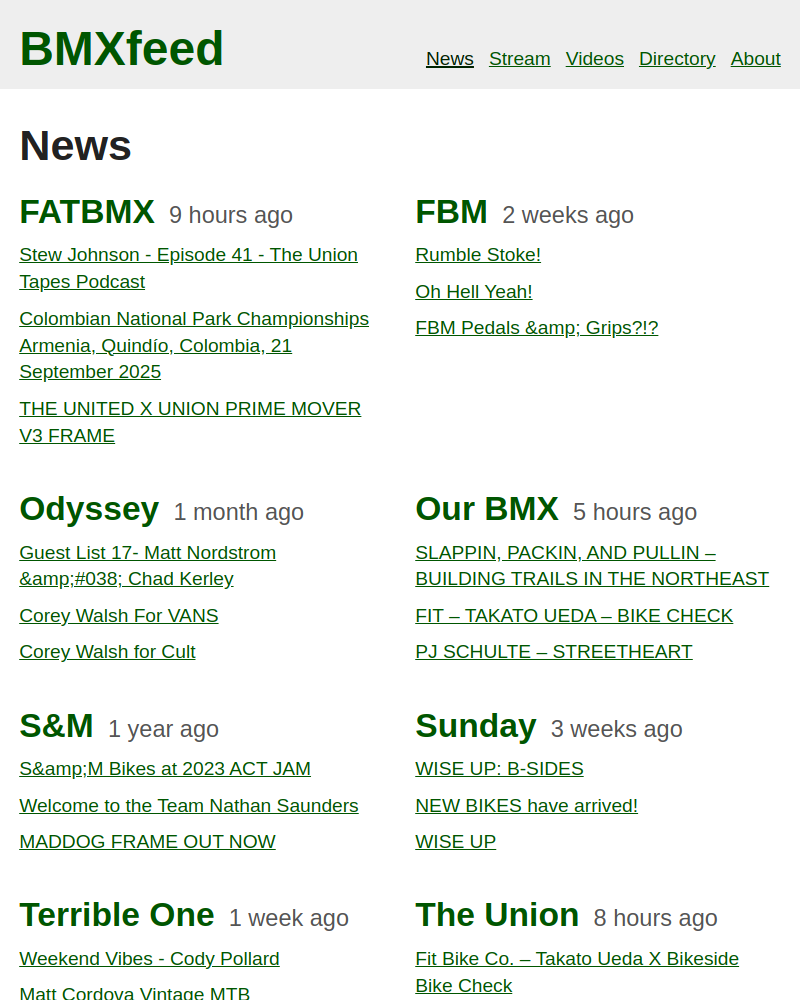 BMXfeed
News Stream Videos Directory About
News
FATBMX 9 hours ago
Stew Johnson - Episode 41 - The Union
Tapes Podcast
Colombian National Park Championships
Armenia, Quindío, Colombia, 21
September 2025
THE UNITED X UNION PRIME MOVER
V3 FRAME
FBM 2 weeks ago
Rumble Stoke!
Oh Hell Yeah!
FBM Pedals &amp; Grips?!?
Odyssey 1 month ago
Guest List 17- Matt Nordstrom
&amp;#038; Chad Kerley
Corey Walsh For VANS
Corey Walsh for Cult
Our BMX 5 hours ago
SLAPPIN, PACKIN, AND PULLIN –
BUILDING TRAILS IN THE NORTHEAST
FIT – TAKATO UEDA – BIKE CHECK
PJ SCHULTE – STREETHEART
S&M 1 year ago
S&amp;M Bikes at 2023 ACT JAM
Welcome to the Team Nathan Saunders
MADDOG FRAME OUT NOW
Sunday 3 weeks ago
WISE UP: B-SIDES
NEW BIKES have arrived!
WISE UP
Terrible One 1 week ago
Weekend Vibes - Cody Pollard
Matt Cordova Vintage MTB
The Union 8 hours ago
Fit Bike Co. – Takato Ueda X Bikeside
Bike Check